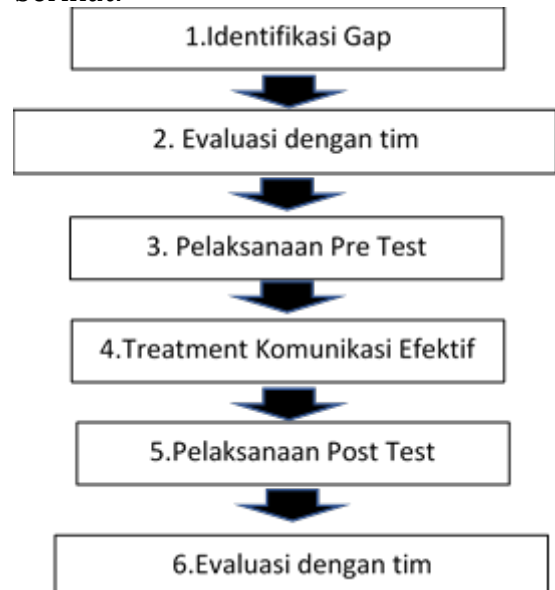 1.Identifikasi Gap
2. Evaluasi dengan tim
3. Pelaksanaan Pre Test
4.Treatment Komunikasi Efektif
5.Pelaksanaan Post Test
6.Evaluasi dengan tim